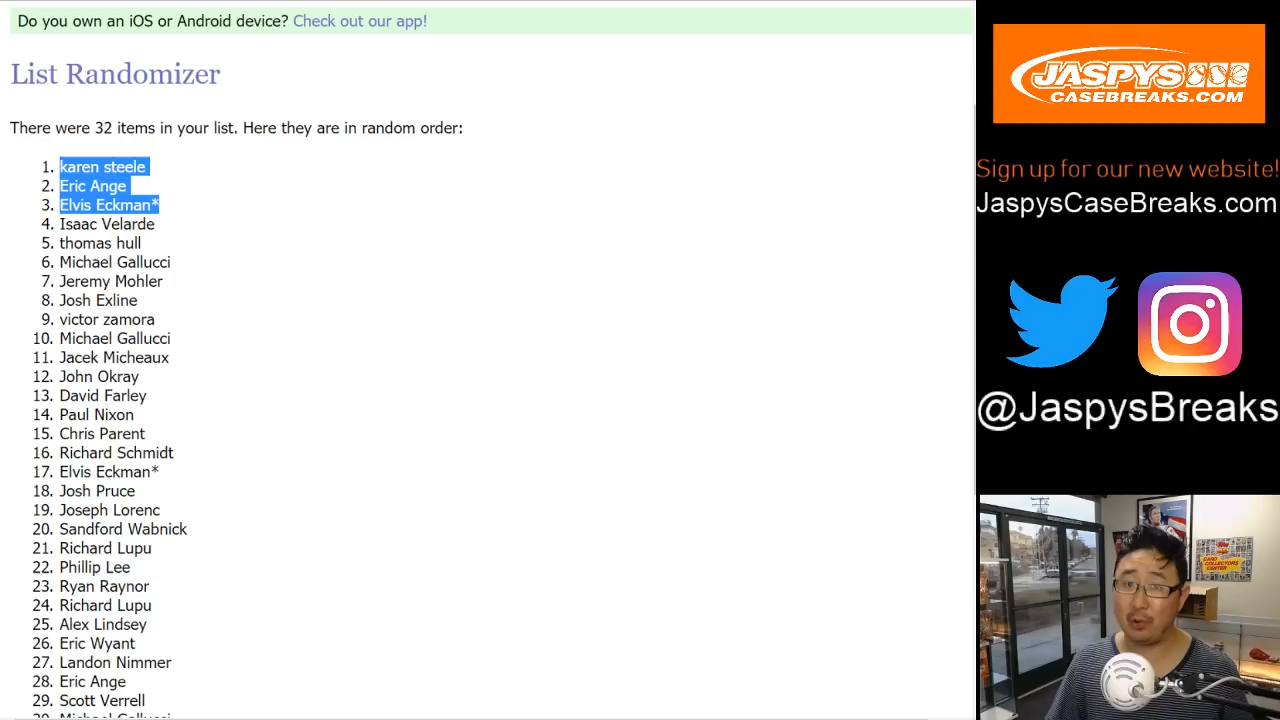 Do you own an iOS or Android device? Check out our app!
List Randomizer
There were 32 items in your list. Here they are in random order:
1. karen steele
2. Eric Ange
3. Elvis Eckman*
4. Isaac Velarde
5. thomas hull
6. Michael Gallucci
7. Jeremy Mohler
8. Josh Exline
9. victor zamora
10. Michael Gallucci
11. Jacek Micheaux
12. John Okray
13. David Farley
14. Paul Nixon
15. Chris Parent
16. Richard Schmidt
17. Elvis Eckman*
18. Josh Pruce
19. Joseph Lorenc
20. Sandford Wabnick
21. Richard Lupu
22. Phillip Lee
23. Ryan Raynor
24. Richard Lupu
25. Alex Lindsey
26. Eric Wyant
27. Landon Nimmer
28. Eric Ange
29. Scott Verrell
30. Michael Gallucci
JASPYS
CASEBREAKS.COM
Sign up for our new website!
JaspysCaseBreaks.com
@JaspysBreaks
CARD
COLLECTORS
CENTER